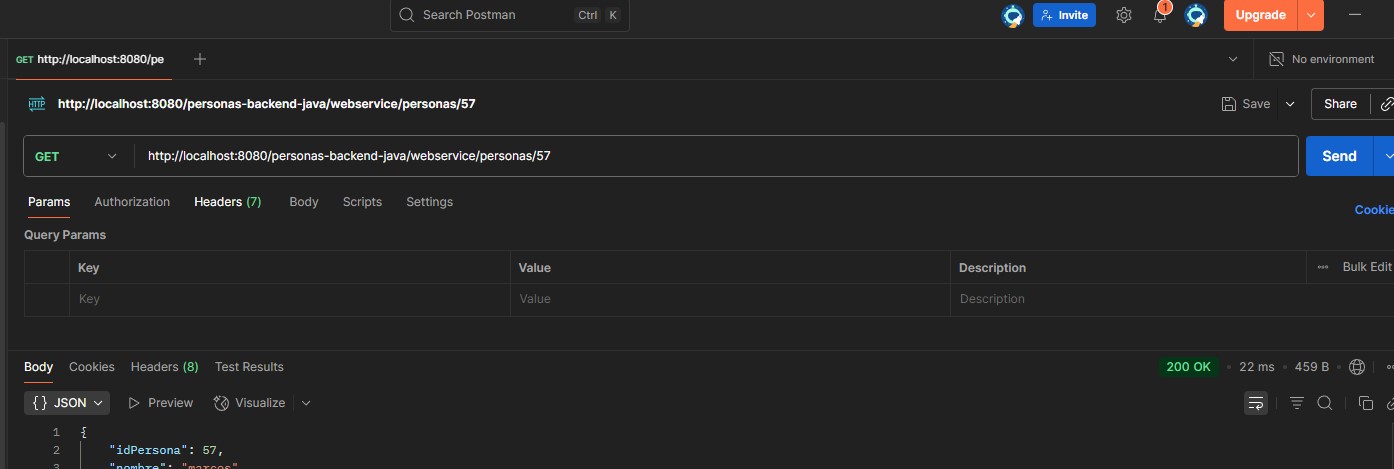 Search Postman Ctrl K Invite 1 Upgrade
GET http://localhost:8080/pe No environment
HTTP http://localhost:8080/personas-backend-java/webservice/personas/57 Save Share
GET http://localhost:8080/personas-backend-java/webservice/personas/57 Send
Params Authorization Headers (7) Body Scripts Settings
Cookie
Query Params
Key Value Description Bulk Edit
Key Value Description
Body Cookies Headers (8) Test Results 200 OK • 22 ms • 459 B •
{} JSON Preview Visualize
1 {
2 "idPersona": 57,
3 "nombre": "marcos"